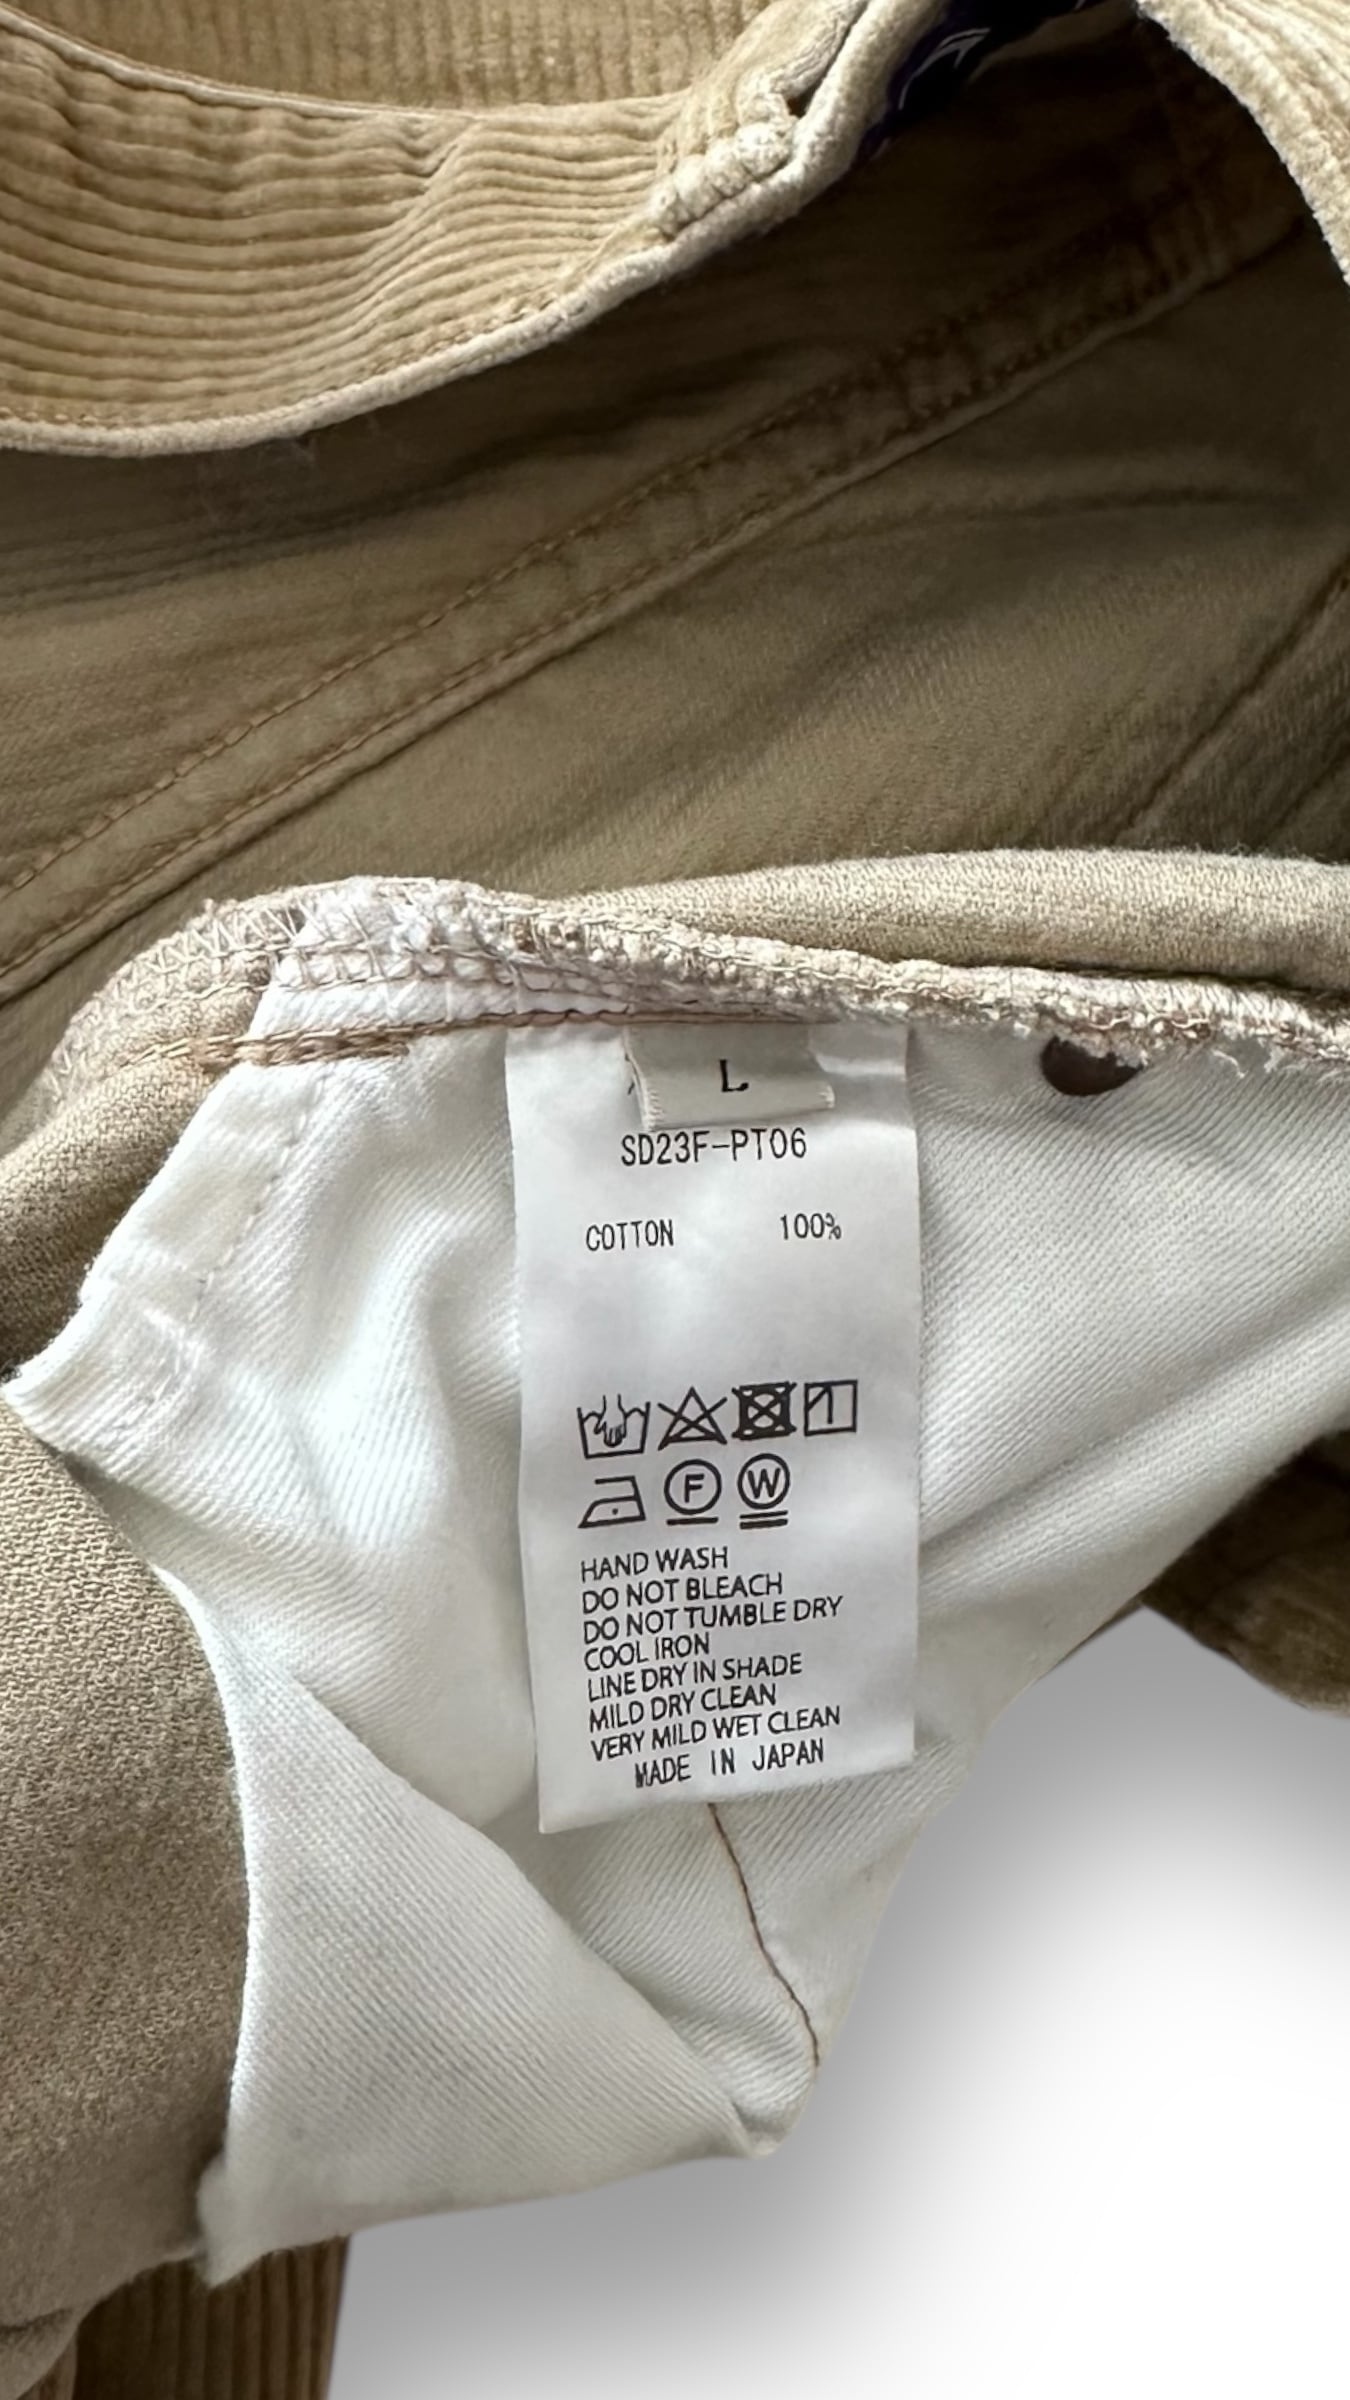 L
SD23F-PT06
COTTON 100%
F W
HAND WASH
DO NOT BLEACH
DO NOT TUMBLE DRY
COOL IRON
LINE DRY IN SHADE
MILD DRY CLEAN
VERY MILD WET CLEAN
MADE IN JAPAN